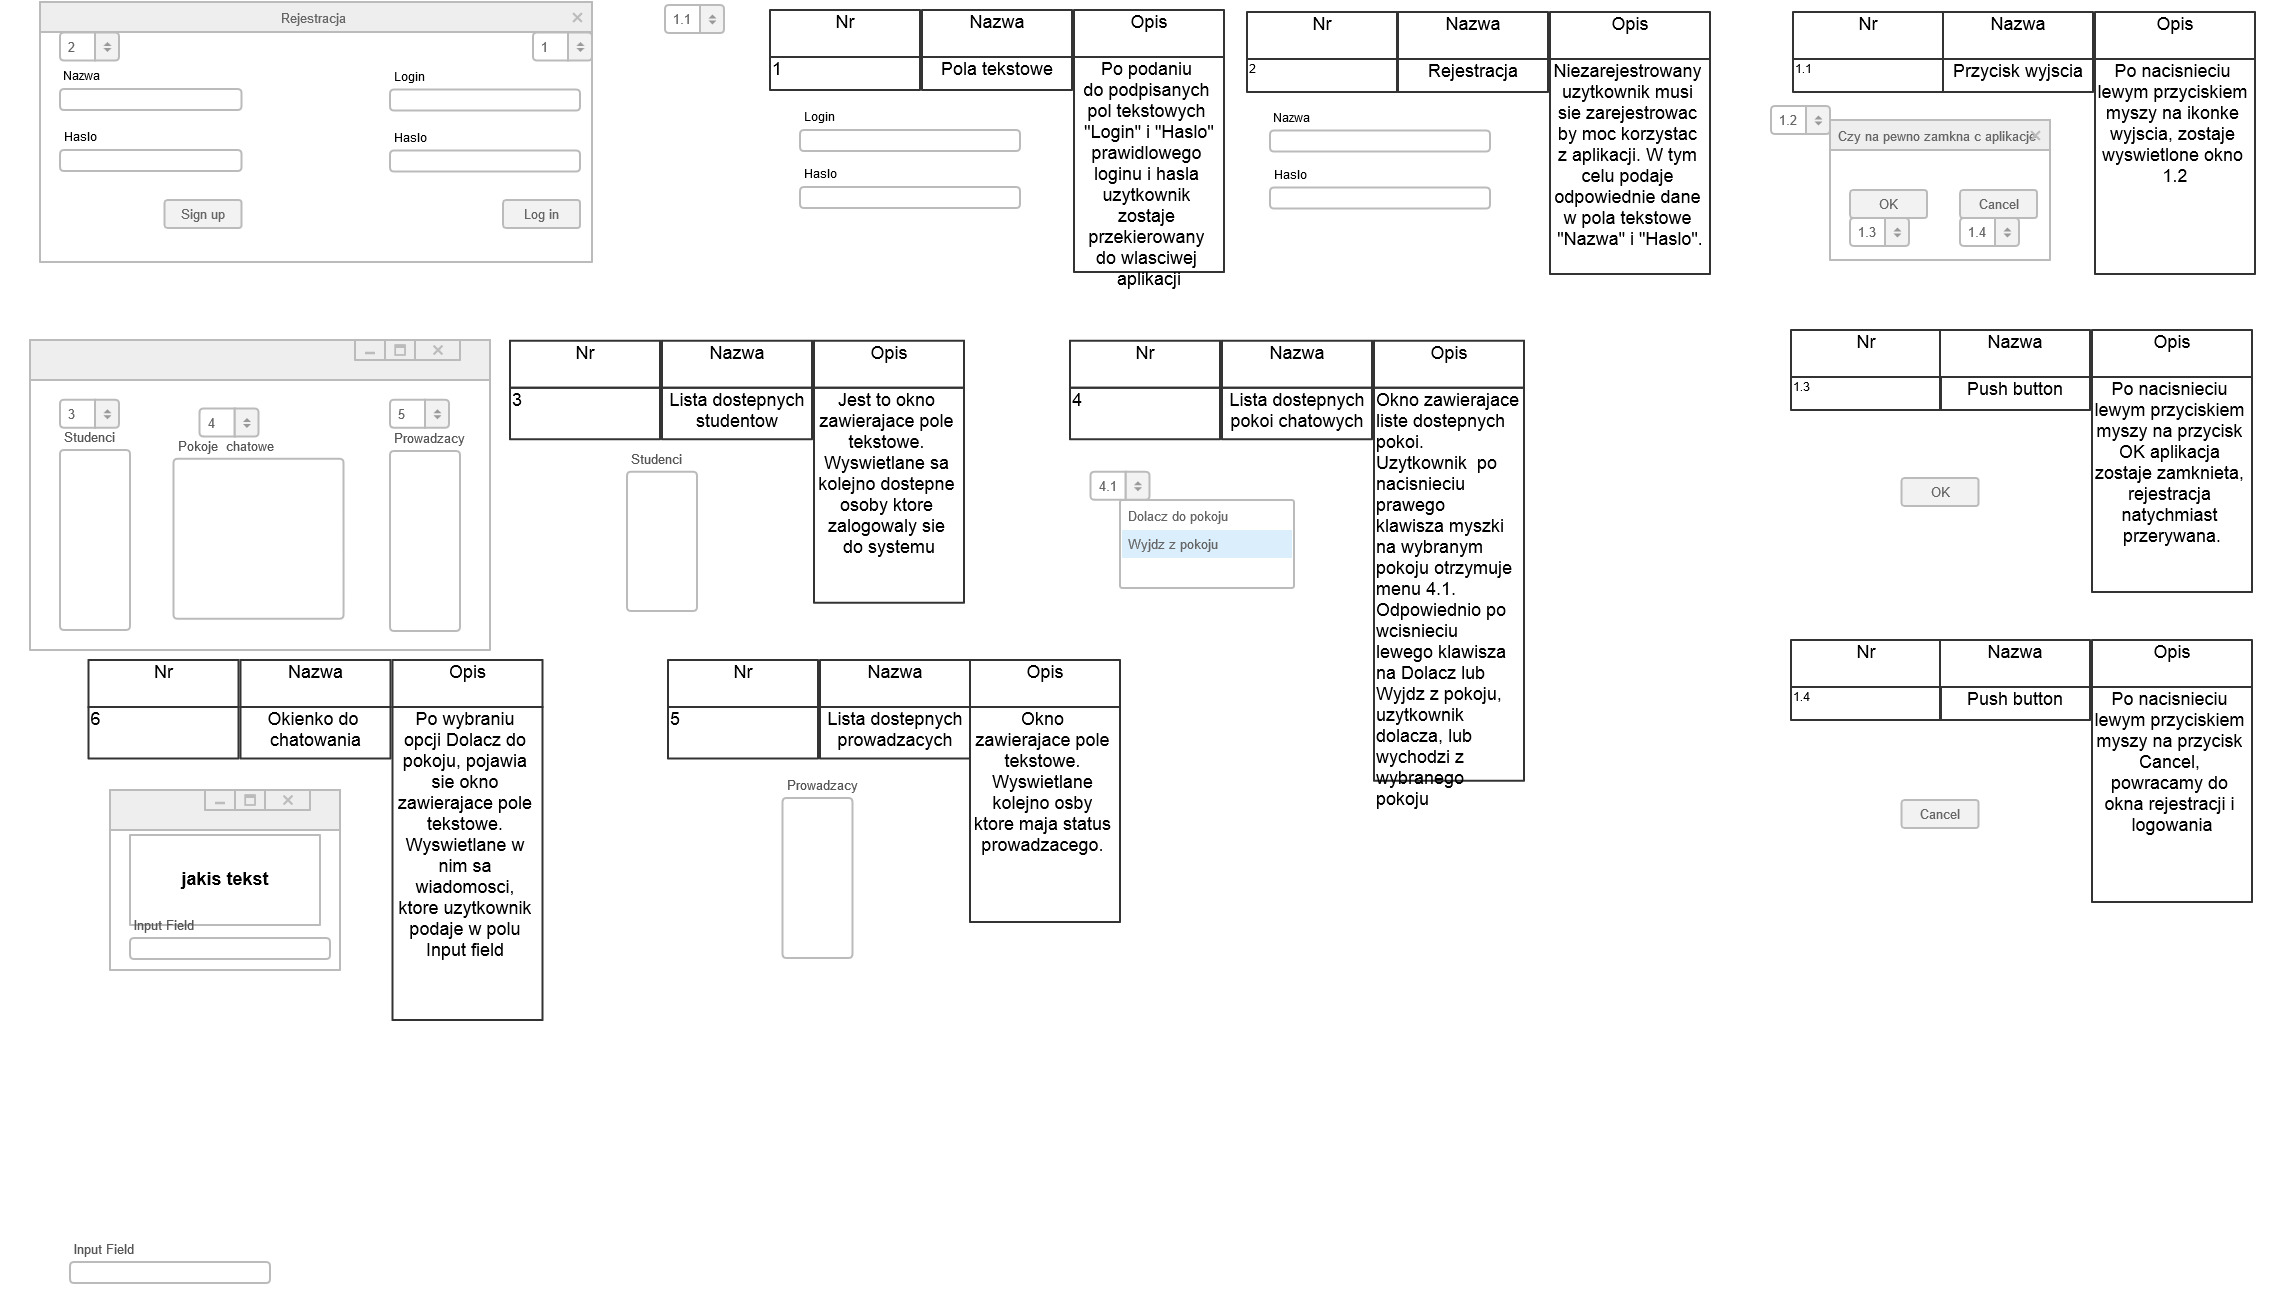 Rejestracja
2
1
Nazwa
Login
Haslo
Haslo
Sign up
Log in
1.1
Nr
Nazwa
Opis
1
Pola tekstowe
Po podaniu
do podpisanych
pol tekstowych
"Login" i "Haslo"
prawidlowego
loginu i hasla
uzytkownik
zostaje
przekierowany
do wlasciwej
aplikacji
Login
Haslo
Nr
Nazwa
Opis
2
Rejestracja
Niezarejestrowany
uzytkownik musi
sie zarejestrowac
by moc korzystac
z aplikacji. W tym
celu podaje
odpowiednie dane
w pola tekstowe
"Nazwa" i "Haslo".
Nazwa
Haslo
Nr
Nazwa
Opis
1.1
Przycisk wyjscia
Po nacisnieciu
lewym przyciskiem
myszy na ikonke
wyjscia, zostaje
wyswietlone okno
1.2
1.2
Czy na pewno zamkna c aplikacje
OK
Cancel
1.3
1.4
3
4
5
Studenci
Pokoje chatowe
Prowadzacy
Nr
Nazwa
Opis
3
Lista dostepnych
studentow
Jest to okno
zawierajace pole
tekstowe.
Wyswietlane sa
kolejno dostepne
osoby ktore
zalogowaly sie
do systemu
Studenci
Nr
Nazwa
Opis
4
Lista dostepnych
pokoi chatowych
Okno zawierajace
liste dostepnych
pokoi.
Uzytkownik po
nacisnieciu
prawego
klawisza myszki
na wybranym
pokoju otrzymuje
menu 4.1.
Odpowiednio po
wcisnieciu
lewego klawisza
na Dolacz lub
Wyjdz z pokoju,
uzytkownik
dolacza, lub
wychodzi z
wybranego
pokoju
4.1
Dolacz do pokoju
Wyjdz z pokoju
Nr
Nazwa
Opis
1.3
Push button
Po nacisnieciu
lewym przyciskiem
myszy na przycisk
OK aplikacja
zostaje zamknieta,
rejestracja
natychmiast
przerywana.
OK
Nr
Nazwa
Opis
6
Okienko do
chatowania
Po wybraniu
opcji Dolacz do
pokoju, pojawia
sie okno
zawierajace pole
tekstowe.
Wyswietlane w
nim sa
wiadomosci,
ktore uzytkownik
podaje w polu
Input field
jakis tekst
Input Field
Nr
Nazwa
Opis
5
Lista dostepnych
prowadzacych
Okno
zawierajace pole
tekstowe.
Wyswietlane
kolejno osby
ktore maja status
prowadzacego.
Prowadzacy
Nr
Nazwa
Opis
1.4
Push button
Po nacisnieciu
lewym przyciskiem
myszy na przycisk
Cancel,
powracamy do
okna rejestracji i
logowania
Cancel
Input Field